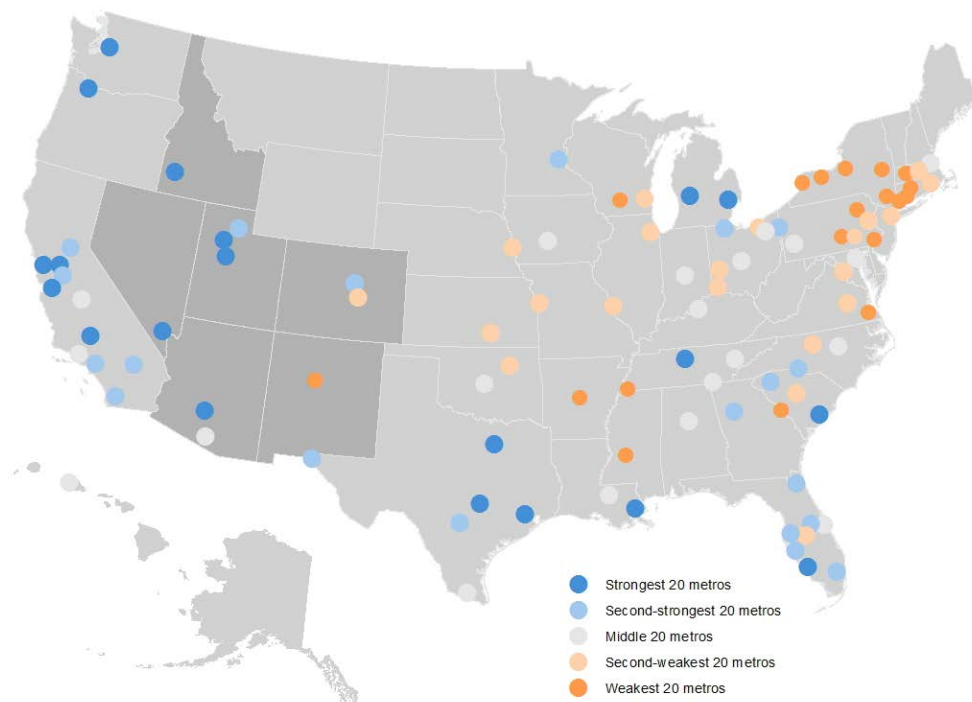 Strongest 20 metros
Second-strongest 20 metros
Middle 20 metros
Second-weakest 20 metros
Weakest 20 metros